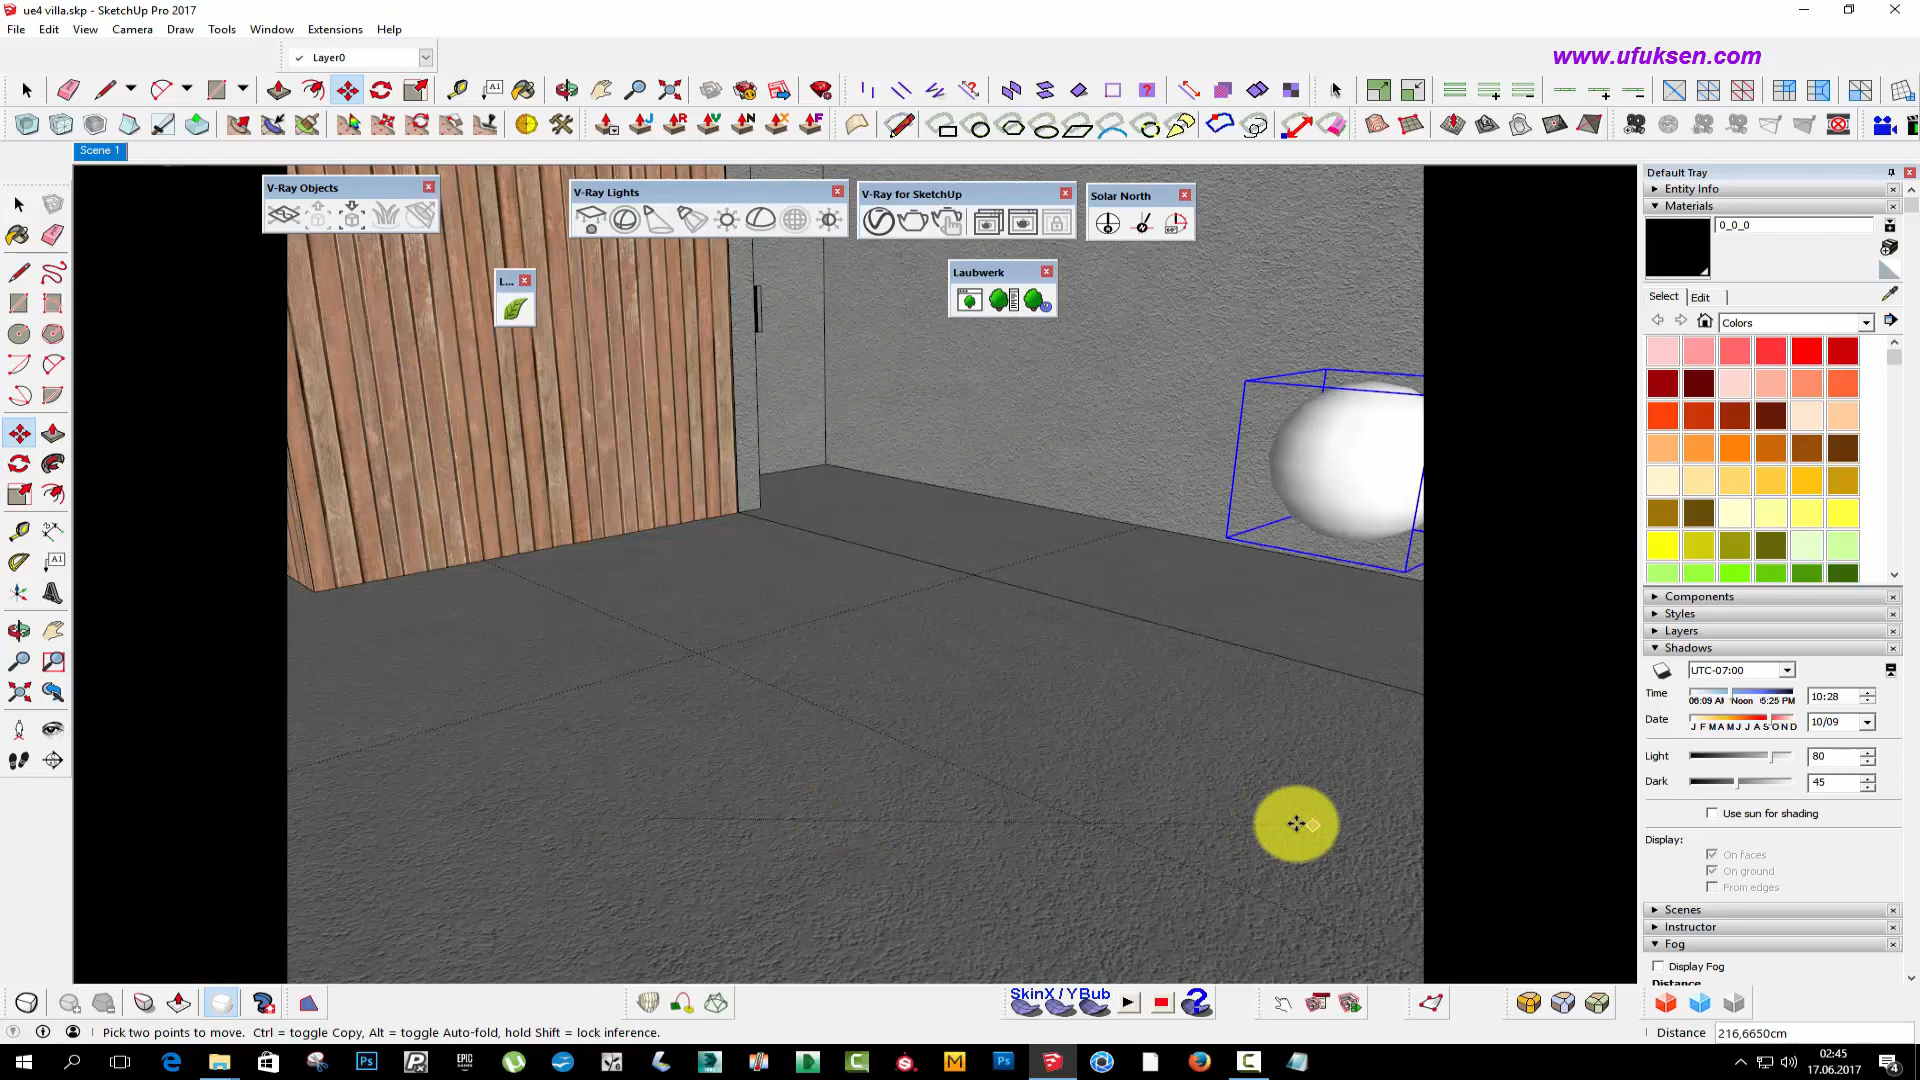 ue4 villa.skp - SketchUp Pro 2017
File Edit View Camera Draw Tools Window Extensions Help
Layer0
www.ufuksen.com
Scene 1
V-Ray Objects
V-Ray Lights
V-Ray for SketchUp
Solar North
L...
Laubwerk
Default Tray
Entity Info
Materials
0_0_0
Select Edit
Colors
Components
Styles
Layers
Shadows
UTC-07:00
Time
06:09 AM Noon 05:25 PM
10:28
Date
J F M A M J J A S O N D
10/09
Light 80
Dark 45
Use sun for shading
Display:
On faces
On ground
From edges
Scenes
Instructor
Fog
Display Fog
Distance
SkinX / YBub
Pick two points to move. Ctrl = toggle Copy, Alt = toggle Auto-fold, hold Shift = lock inference.
Distance 216,6650cm
02:45
17.06.2017